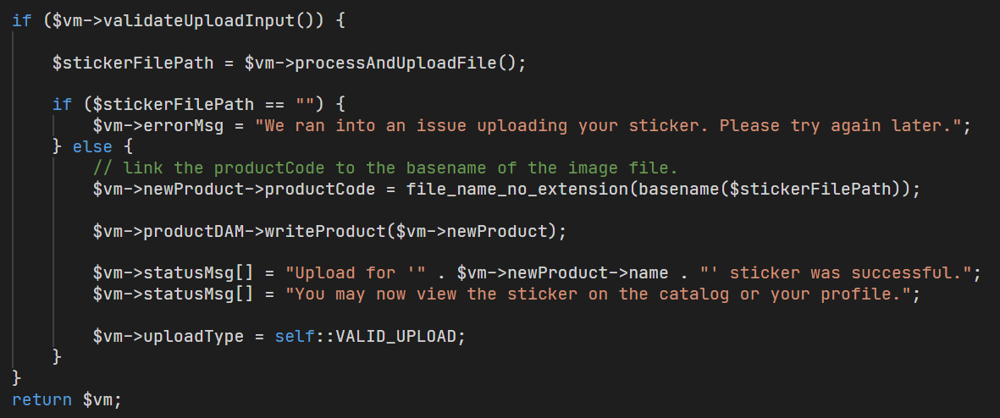 if ($vm->validateUploadInput()) {
$stickerFilePath = $vm->processAndUploadFile();
if ($stickerFilePath == "") {
$vm->errorMsg = "We ran into an issue uploading your sticker. Please try again later.";
} else {
// link the productCode to the basename of the image file.
$vm->newProduct->productCode = file_name_no_extension(basename($stickerFilePath));
$vm->productDAM->writeProduct($vm->newProduct);
$vm->statusMsg[] = "Upload for '" . $vm->newProduct->name . "' sticker was successful.";
$vm->statusMsg[] = "You may now view the sticker on the catalog or your profile.";
$vm->uploadType = self::VALID_UPLOAD;
}
}
return $vm;